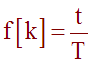 f[k] = t/T